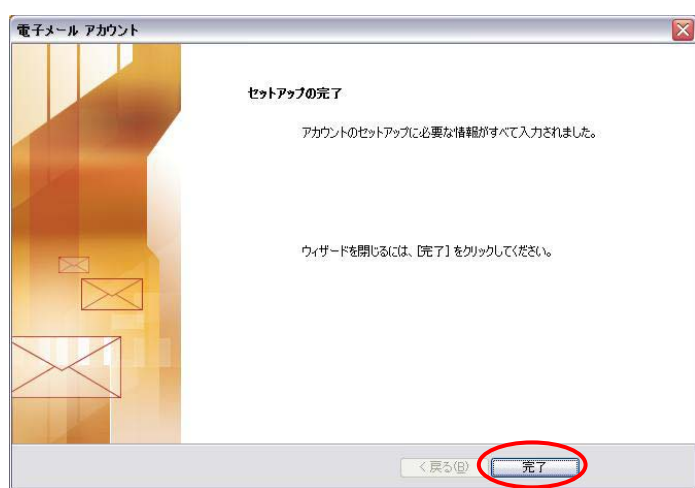 電子メール アカウント
セットアップの完了
アカウントのセットアップに必要な情報がすべて入力されました。
ウィザードを閉じるには、[完了] をクリックしてください。
< 戻る(B)
完了